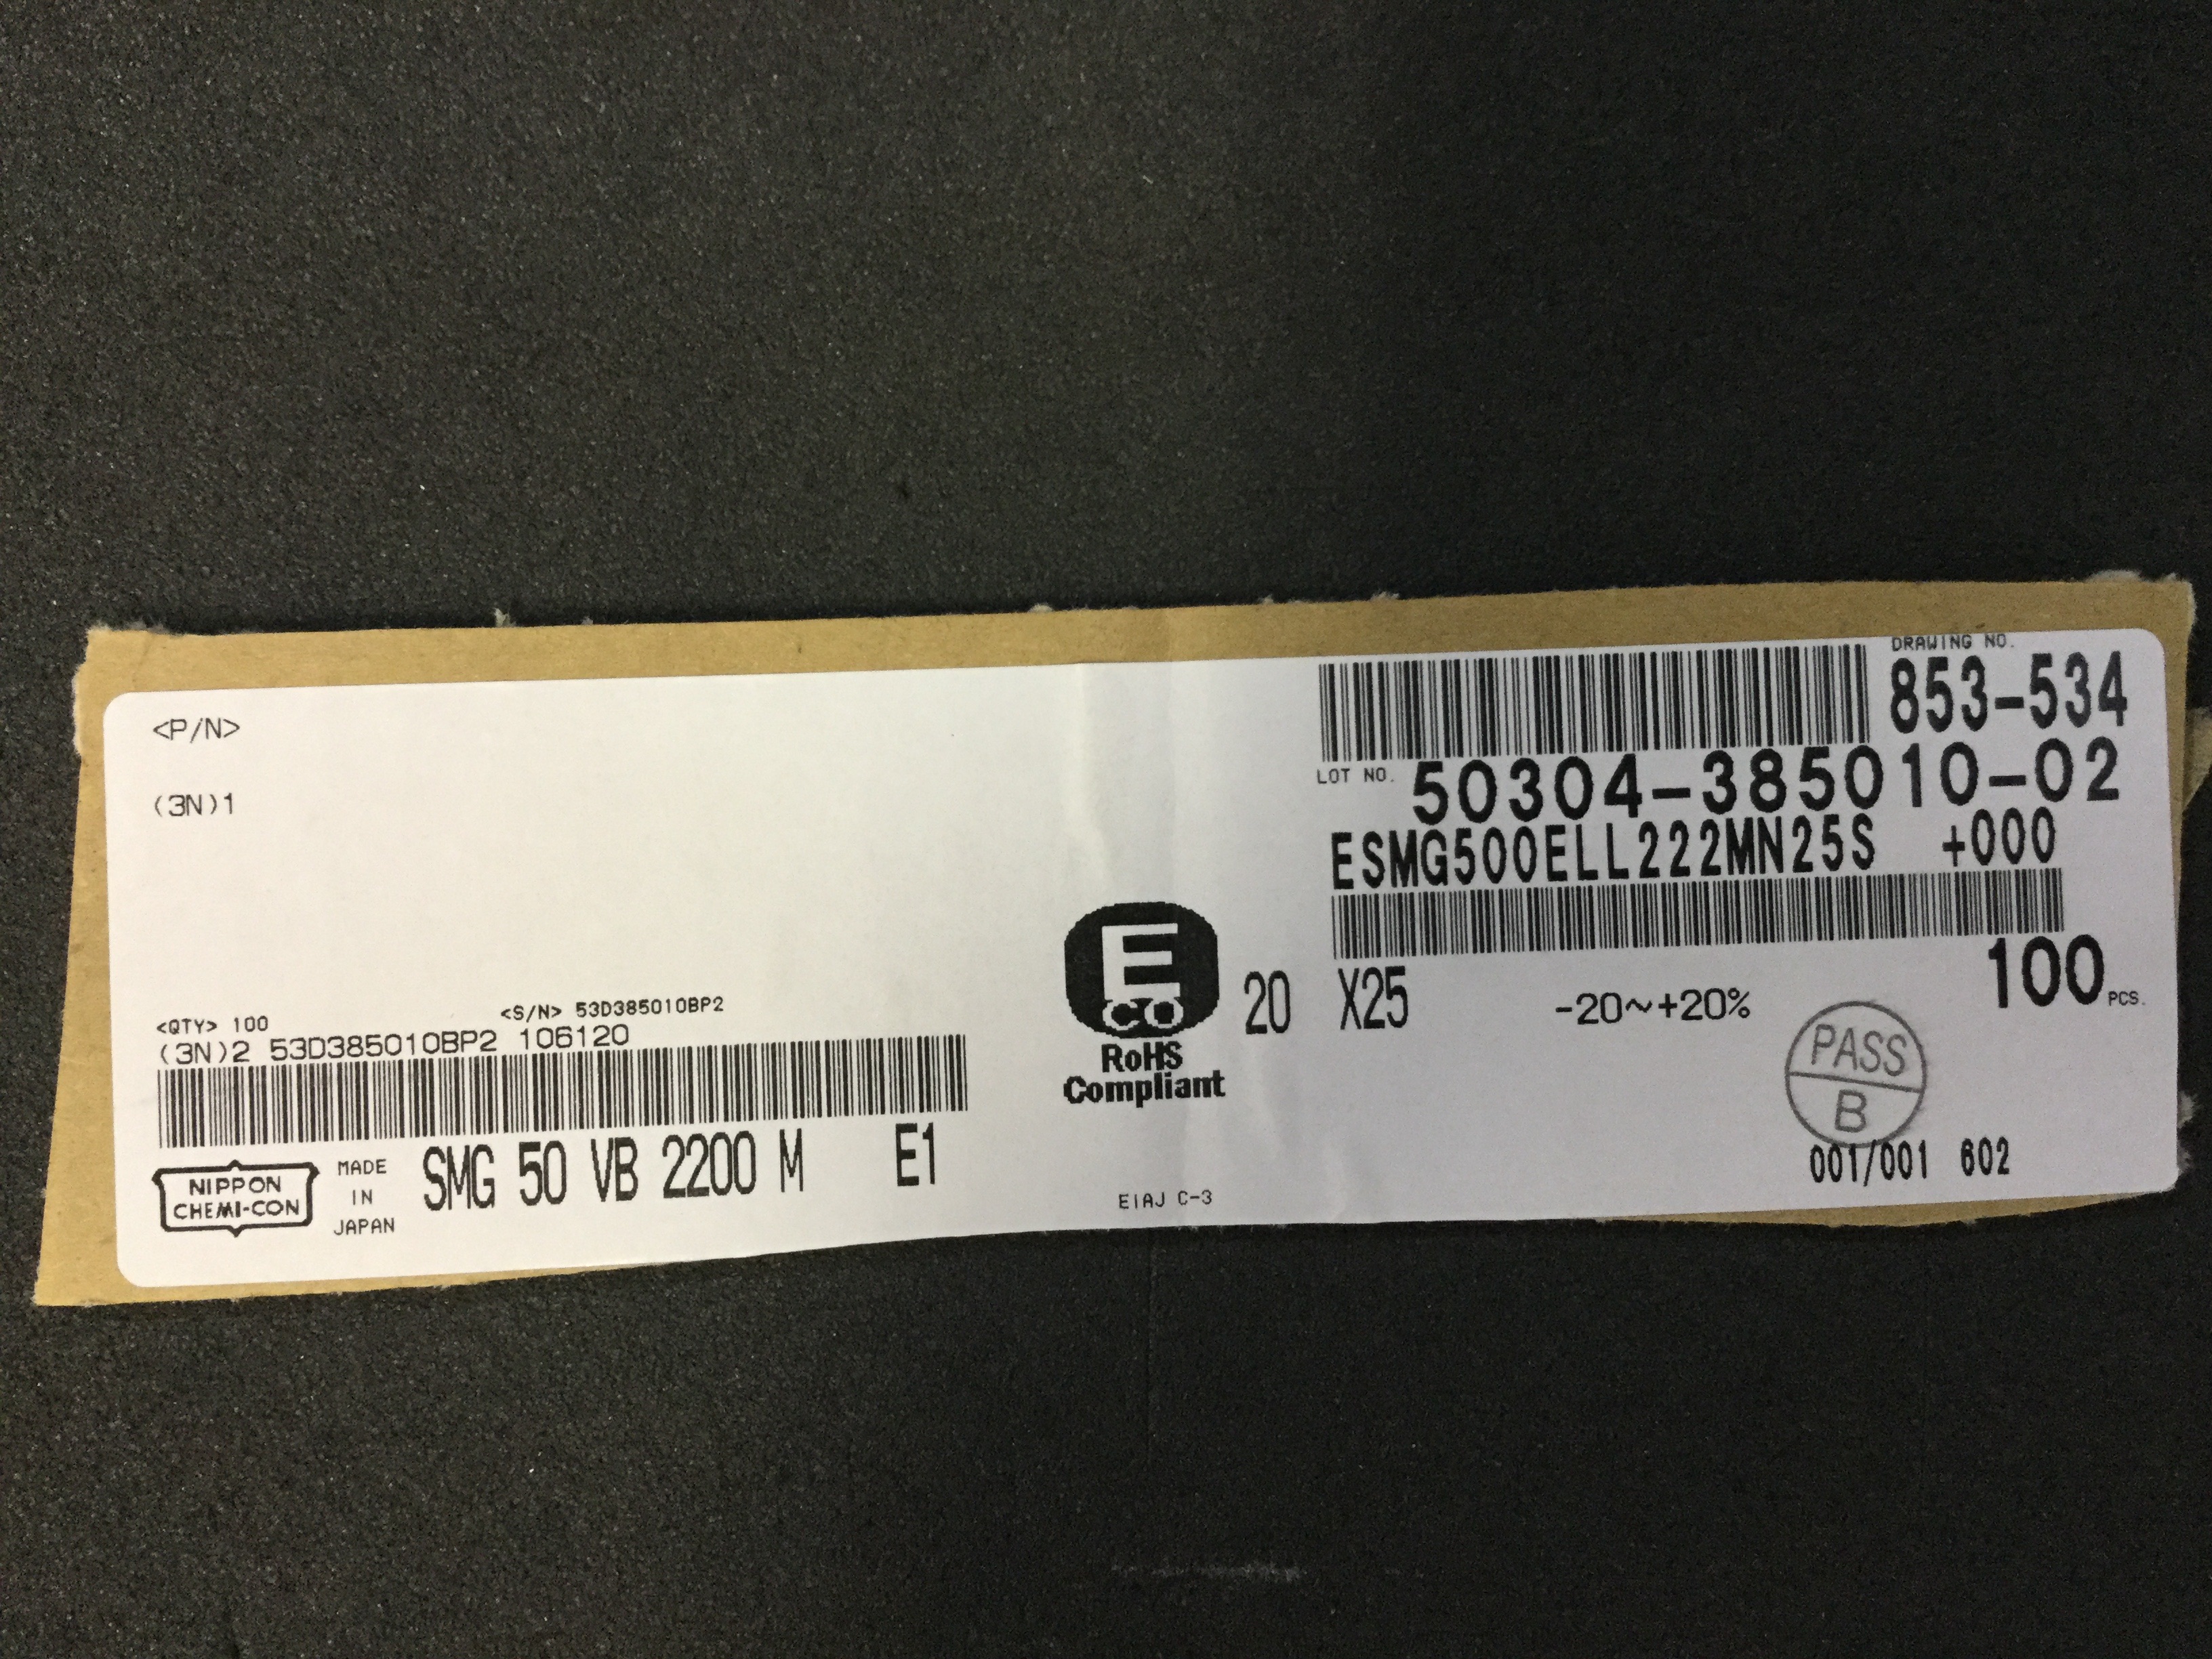 <P/N>
(3N)1
<QTY> 100 <S/N> 53D385010BP2
(3N)2 53D385010BP2 106120
NIPPON
CHEMI-CON
MADE
IN
JAPAN
SMG 50 VB 2200 M E1
E
CO
RoHS
Compliant
EIAJ C-3
DRAWING NO.
853-534
LOT NO. 50304-385010-02
ESMG500ELL222MN25S +000
20 X25 -20~+20% 100 PCS.
PASS
B
001/001 602